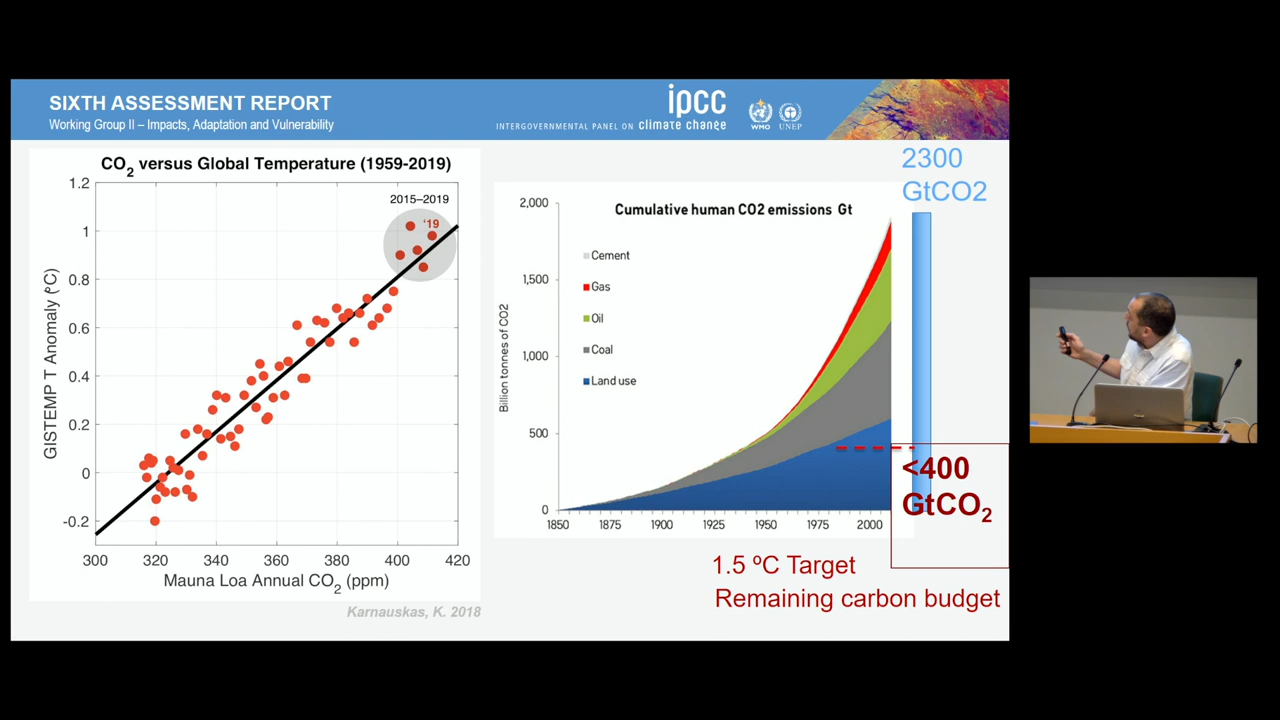 SIXTH ASSESSMENT REPORT
Working Group II – Impacts, Adaptation and Vulnerability
ipcc
INTERGOVERNMENTAL PANEL ON climate change
WMO
UNEP
CO2 versus Global Temperature (1959-2019)
1.2
1
0.8
0.6
0.4
0.2
0
-0.2
GISTEMP T Anomaly (ºC)
2015–2019
'19
300 320 340 360 380 400 420
Mauna Loa Annual CO2 (ppm)
Karnauskas, K. 2018
2300
GtCO2
Cumulative human CO2 emissions Gt
2,000
1,500
1,000
500
0
Billion tonnes of CO2
Cement
Gas
Oil
Coal
Land use
1850 1875 1900 1925 1950 1975 2000
<400
GtCO2
1.5 ºC Target
Remaining carbon budget